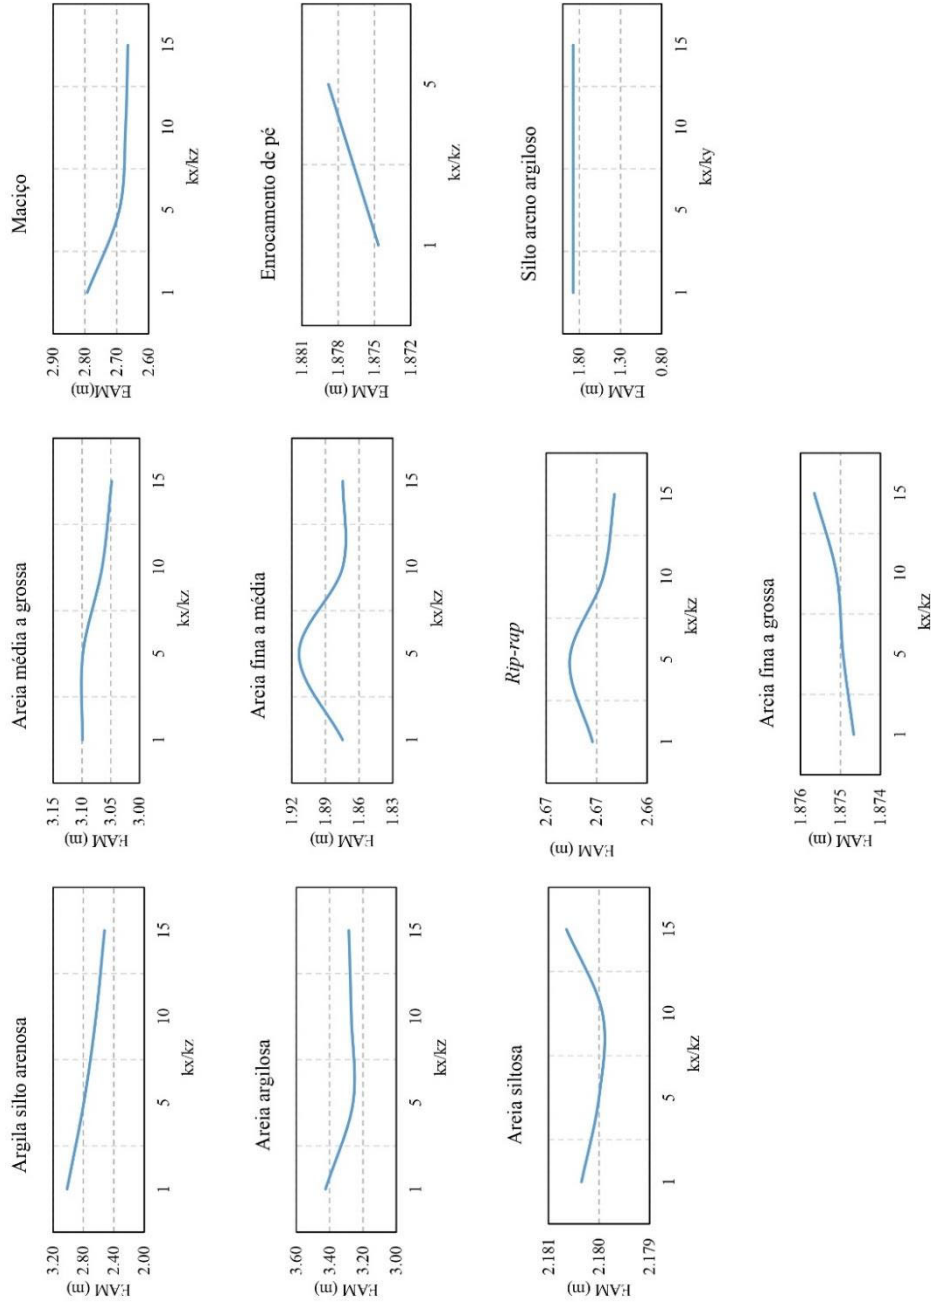 Argila silto arenosa
3.20
2.80
2.40
2.00
EAM (m)
1 5 10 15
kx/kz
Areia média a grossa
3.15
3.10
3.05
3.00
EAM (m)
1 5 10 15
kx/kz
Maciço
2.90
2.80
2.70
2.60
EAM(m)
1 5 10 15
kx/kz
Areia argilosa
3.60
3.40
3.20
3.00
EAM (m)
1 5 10 15
kx/kz
Areia fina a média
1.92
1.89
1.86
1.83
EAM (m)
1 5 10 15
kx/kz
Enrocamento de pé
1.881
1.878
1.875
1.872
EAM (m)
1 5
kx/kz
Areia siltosa
2.181
2.180
2.179
EAM (m)
1 5 10 15
kx/kz
Rip-rap
2.67
2.67
2.66
EAM (m)
1 5 10 15
kx/kz
Silto areno argiloso
1.80
1.30
0.80
EAM (m)
1 5 10 15
kx/ky
Areia fina a grossa
1.876
1.875
1.874
EAM (m)
1 5 10 15
kx/kz